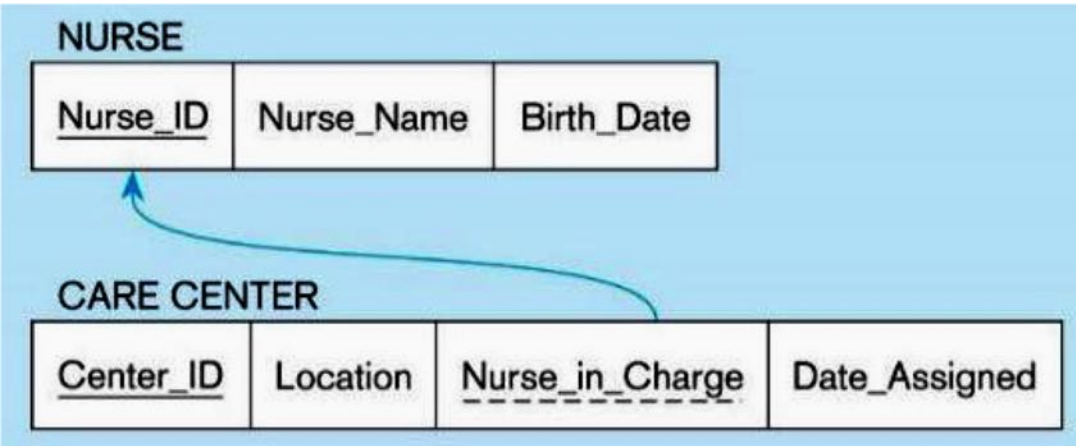 NURSE
Nurse_ID Nurse_Name Birth_Date
CARE CENTER
Center_ID Location Nurse_in_Charge Date_Assigned